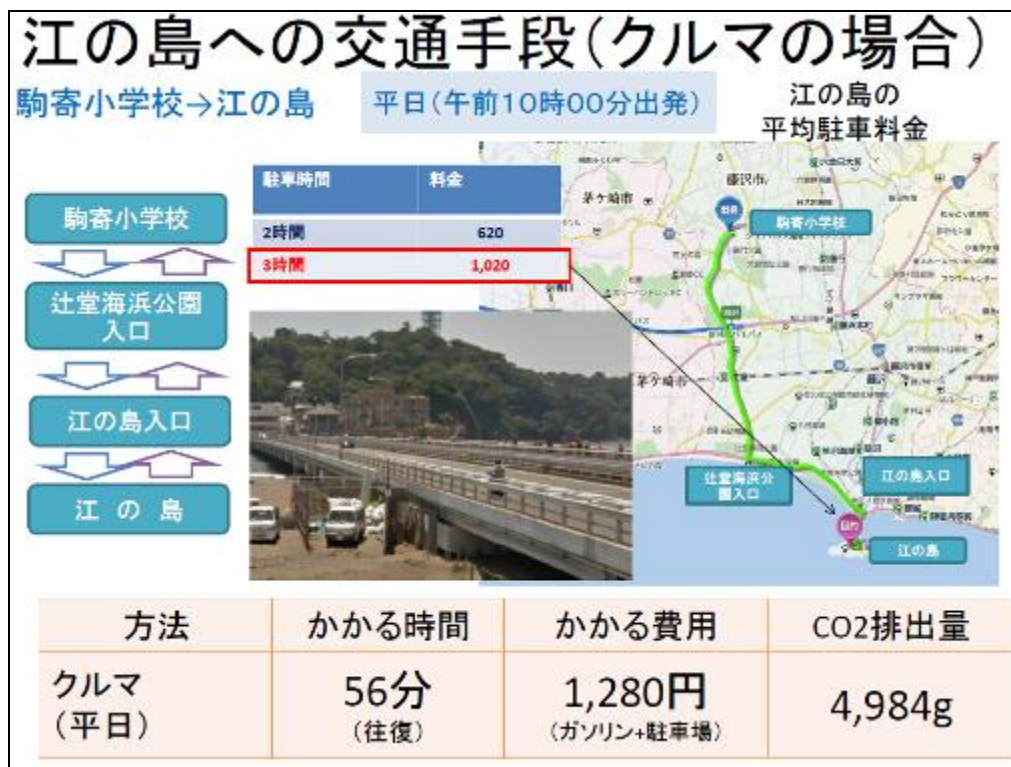 江の島への交通手段(クルマの場合)
駒寄小学校→江の島
平日(午前10時00分出発)
江の島の
平均駐車料金
駐車時間 料金
2時間 620
3時間 1,020
駒寄小学校
辻堂海浜公園
入口
江の島入口
江 の 島
藤沢市
茅ヶ崎市
駒寄小学校
茅ヶ崎市
辻堂海浜公
園入口
江の島入口
江の島
方法 かかる時間 かかる費用 CO2排出量
クルマ
(平日)
56分
(往復)
1,280円
(ガソリン+駐車場)
4,984g